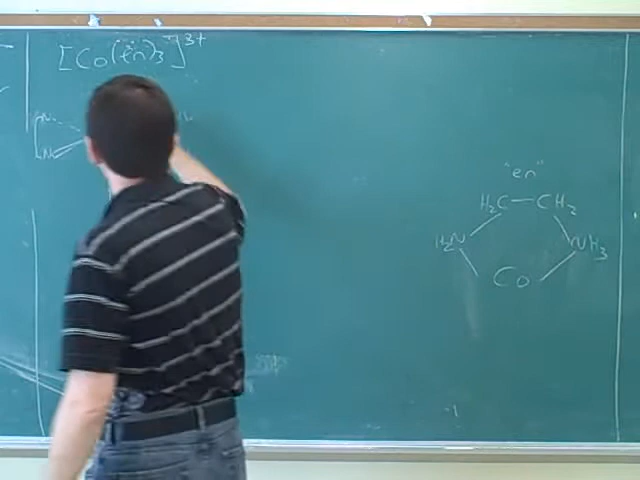 [Co(en)₃]³⁺
N
N
"en"
H₂C — CH₂
H₂N NH₃
Co